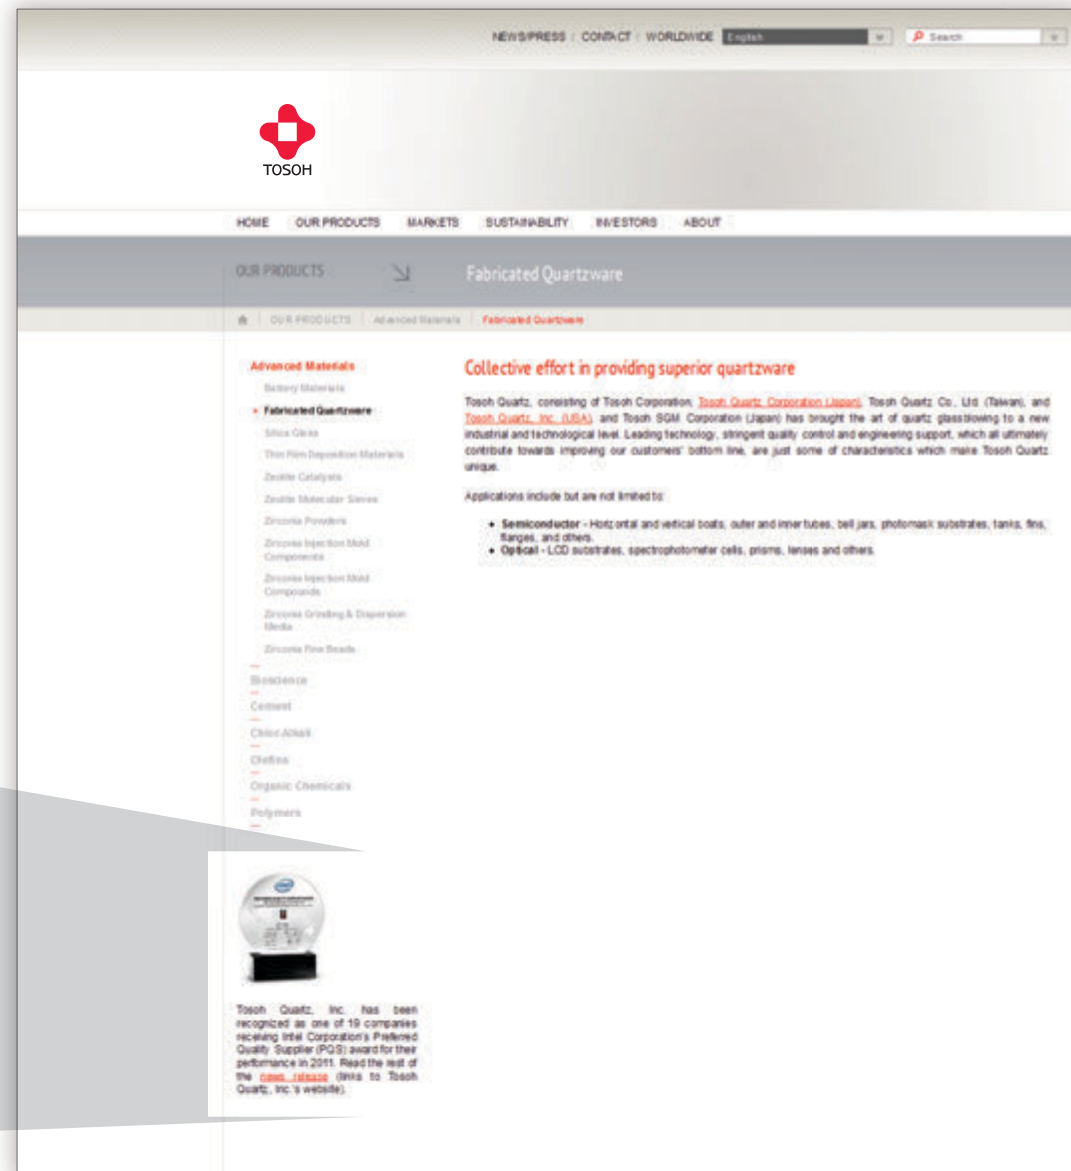 NEWS/PRESS | CONTACT | WORLDWIDE English Search
TOSOH
HOME OUR PRODUCTS MARKETS SUSTAINABILITY INVESTORS ABOUT
OUR PRODUCTS Fabricated Quartzware
OUR PRODUCTS | Advanced Materials | Fabricated Quartzware
Advanced Materials
Battery Materials
Fabricated Quartzware
Silica Glass
Thin Film Deposition Materials
Zeolite Catalysts
Zeolite Molecular Sieves
Zirconia Powders
Zirconia Injection Mold
Components
Zirconia Injection Mold
Compounds
Zirconia Grinding & Dispersion
Media
Zirconia Fine Beads
Bioscience
Cement
Chlor-Alkali
Olefins
Organic Chemicals
Polymers
Collective effort in providing superior quartzware
Tosoh Quartz, consisting of Tosoh Corporation, Tosoh Quartz Corporation (Japan), Tosoh Quartz Co., Ltd. (Taiwan), and
Tosoh Quartz, Inc. (USA), and Tosoh SGM Corporation (Japan) has brought the art of quartz glassblowing to a new
industrial and technological level. Leading technology, stringent quality control and engineering support, which all ultimately
contribute towards improving our customers' bottom line, are just some of characteristics which make Tosoh Quartz
unique.
Applications include but are not limited to:
• Semiconductor - Horizontal and vertical boats, outer and inner tubes, bell jars, photomask substrates, tanks, fins,
flanges, and others.
• Optical - LCD substrates, spectrophotometer cells, prisms, lenses and others.
intel
Tosoh Quartz, Inc. has been
recognized as one of 19 companies
receiving Intel Corporation's Preferred
Quality Supplier (PQS) award for their
performance in 2011. Read the rest of
the news release (links to Tosoh
Quartz, Inc.'s website).